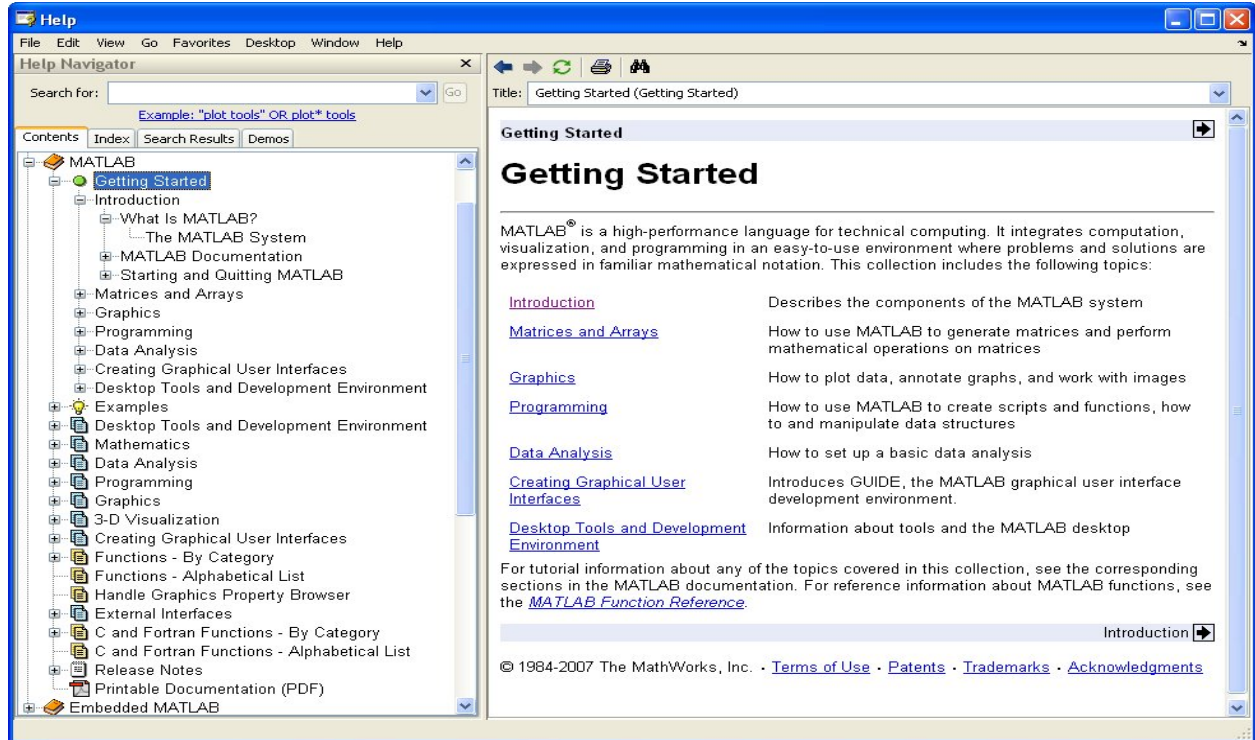 Help
File Edit View Go Favorites Desktop Window Help
Help Navigator
Search for:
Go
Example: "plot tools" OR plot* tools
Contents Index Search Results Demos
MATLAB
Getting Started
Introduction
What Is MATLAB?
The MATLAB System
MATLAB Documentation
Starting and Quitting MATLAB
Matrices and Arrays
Graphics
Programming
Data Analysis
Creating Graphical User Interfaces
Desktop Tools and Development Environment
Examples
Desktop Tools and Development Environment
Mathematics
Data Analysis
Programming
Graphics
3-D Visualization
Creating Graphical User Interfaces
Functions - By Category
Functions - Alphabetical List
Handle Graphics Property Browser
External Interfaces
C and Fortran Functions - By Category
C and Fortran Functions - Alphabetical List
Release Notes
Printable Documentation (PDF)
Embedded MATLAB
Title: Getting Started (Getting Started)
Getting Started
Getting Started
MATLAB® is a high-performance language for technical computing. It integrates computation,
visualization, and programming in an easy-to-use environment where problems and solutions are
expressed in familiar mathematical notation. This collection includes the following topics:
Introduction Describes the components of the MATLAB system
Matrices and Arrays How to use MATLAB to generate matrices and perform
mathematical operations on matrices
Graphics How to plot data, annotate graphs, and work with images
Programming How to use MATLAB to create scripts and functions, how
to and manipulate data structures
Data Analysis How to set up a basic data analysis
Creating Graphical User Introduces GUIDE, the MATLAB graphical user interface
Interfaces development environment.
Desktop Tools and Development Information about tools and the MATLAB desktop
Environment
For tutorial information about any of the topics covered in this collection, see the corresponding
sections in the MATLAB documentation. For reference information about MATLAB functions, see
the MATLAB Function Reference.
Introduction
© 1984-2007 The MathWorks, Inc. • Terms of Use • Patents • Trademarks • Acknowledgments